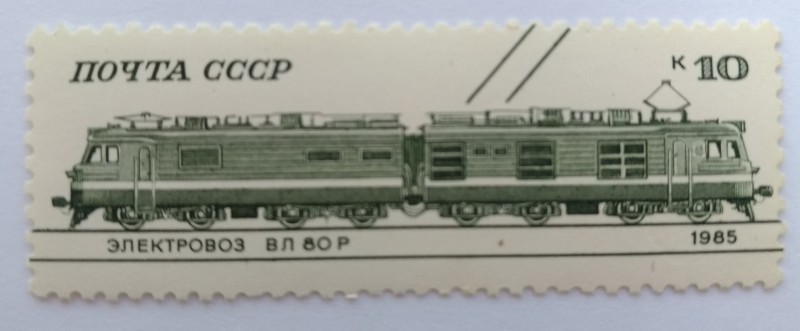 ПОЧТА СССР
К 10
ЭЛЕКТРОВОЗ ВЛ 80 Р
1985